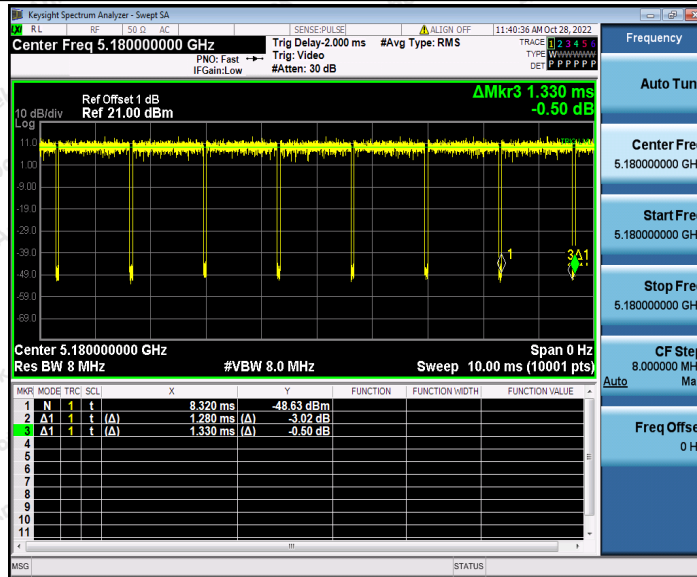 Keysight Spectrum Analyzer - Swept SA
RL RF 50 Ω AC SENSE:PULSE ALIGN OFF 11:40:36 AM Oct 28, 2022
Center Freq 5.180000000 GHz
PNO: Fast
IFGain:Low
Trig Delay-2.000 ms
Trig: Video
#Atten: 30 dB
#Avg Type: RMS
TRACE 1 2 3 4 5 6
TYPE WWWWWW
DET P P P P P P
ΔMkr3 1.330 ms
-0.50 dB
Ref Offset 1 dB
10 dB/div Ref 21.00 dBm
Log
11.0
1.00
-9.00
-19.0
-29.0
-39.0
-49.0
-59.0
-69.0
1
3Δ1
Center 5.180000000 GHz Span 0 Hz
Res BW 8 MHz #VBW 8.0 MHz Sweep 10.00 ms (10001 pts)
MKR MODE TRC SCL X Y FUNCTION FUNCTION WIDTH FUNCTION VALUE
1 N 1 t 8.320 ms -48.63 dBm
2 Δ1 1 t (Δ) 1.280 ms (Δ) -3.02 dB
3 Δ1 1 t (Δ) 1.330 ms (Δ) -0.50 dB
4
5
6
7
8
9
10
11
MSG STATUS
Frequency
Auto Tun
Center Fre
5.180000000 GH
Start Fre
5.180000000 GH
Stop Fre
5.180000000 GH
CF Step
8.000000 MH
Auto Ma
Freq Offse
0 H